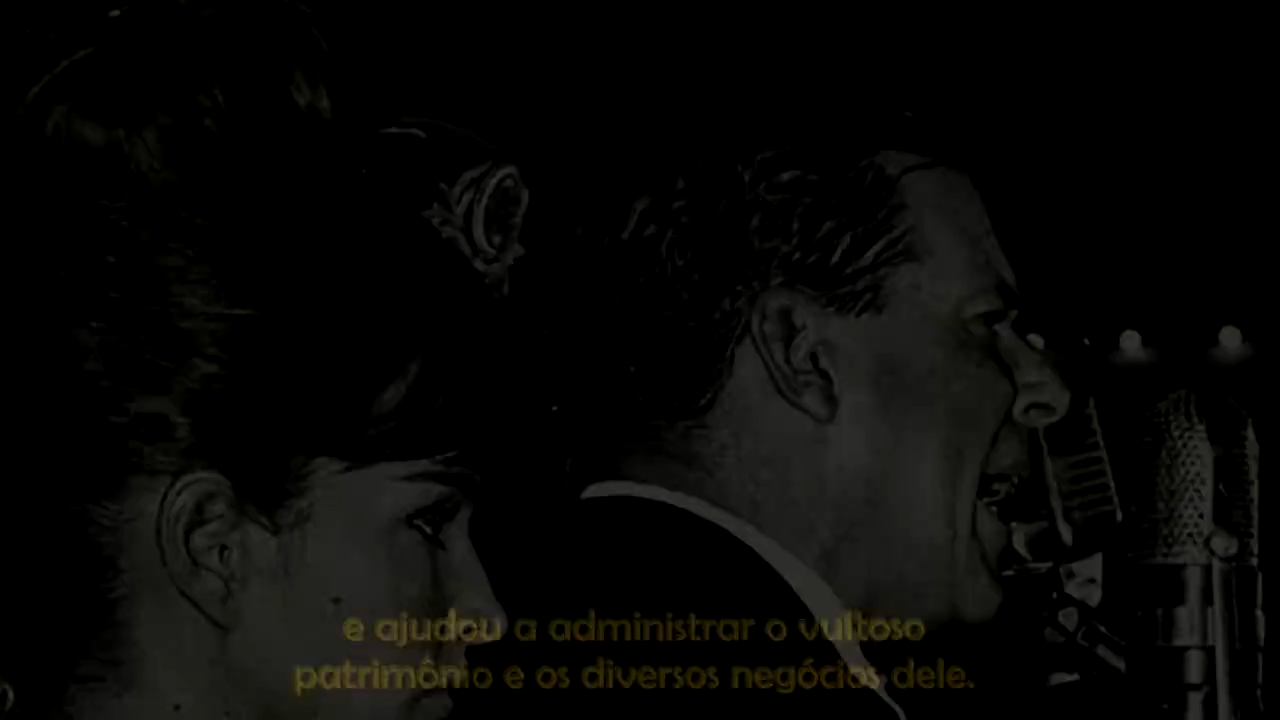 e ajudou a administrar o vultoso
patrimônio e os diversos negócios dele.